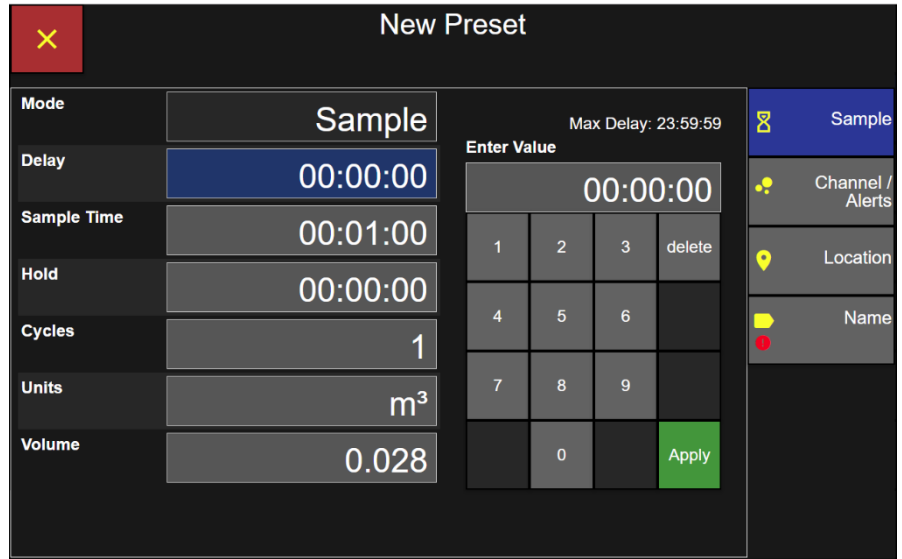 New Preset
Mode
Sample
Delay
00:00:00
Sample Time
00:01:00
Hold
00:00:00
Cycles
1
Units
m³
Volume
0.028
Max Delay: 23:59:59
Enter Value
00:00:00
1 2 3 delete
4 5 6
7 8 9
0 Apply
Sample
Channel /
Alerts
Location
Name